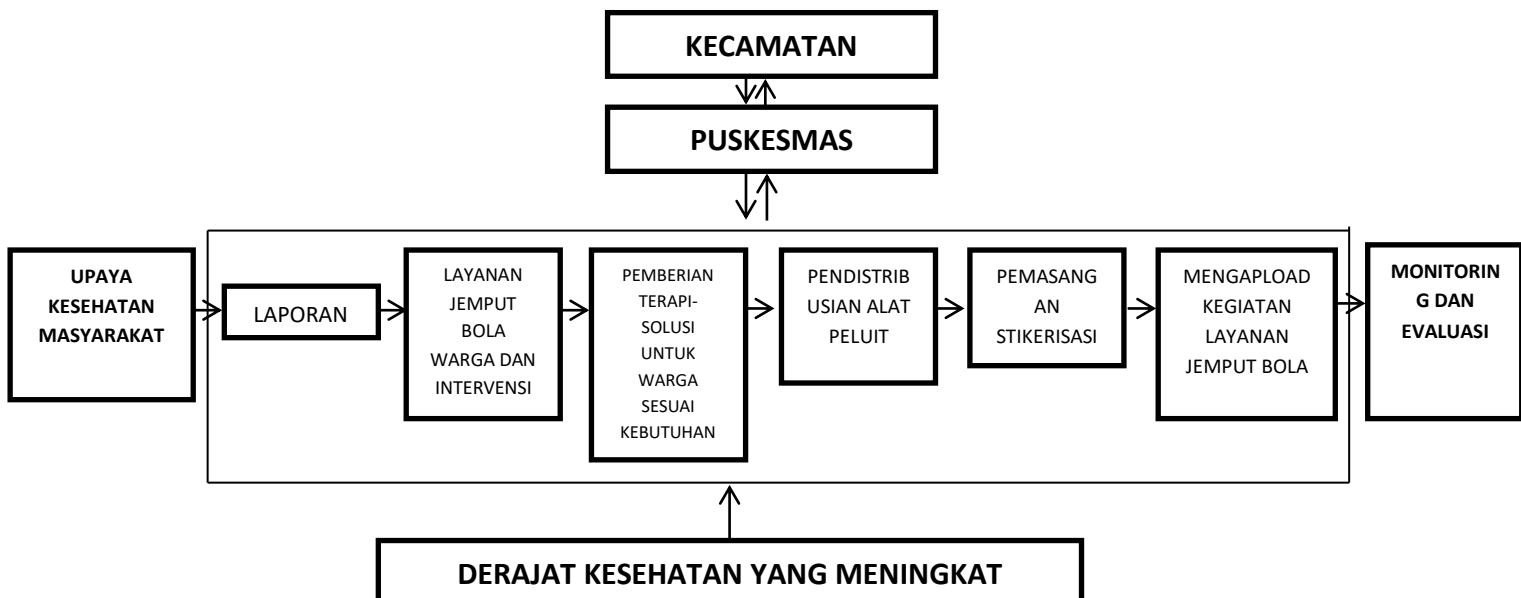 KECAMATAN
PUSKESMAS
UPAYA
KESEHATAN
MASYARAKAT
LAPORAN
LAYANAN
JEMPUT
BOLA
WARGA DAN
INTERVENSI
PEMBERIAN
TERAPI-
SOLUSI
UNTUK
WARGA
SESUAI
KEBUTUHAN
PENDISTRIB
USIAN ALAT
PELUIT
PEMASANG
AN
STIKERISASI
MENGAPLOAD
KEGIATAN
LAYANAN
JEMPUT BOLA
MONITORIN
G DAN
EVALUASI
DERAJAT KESEHATAN YANG MENINGKAT